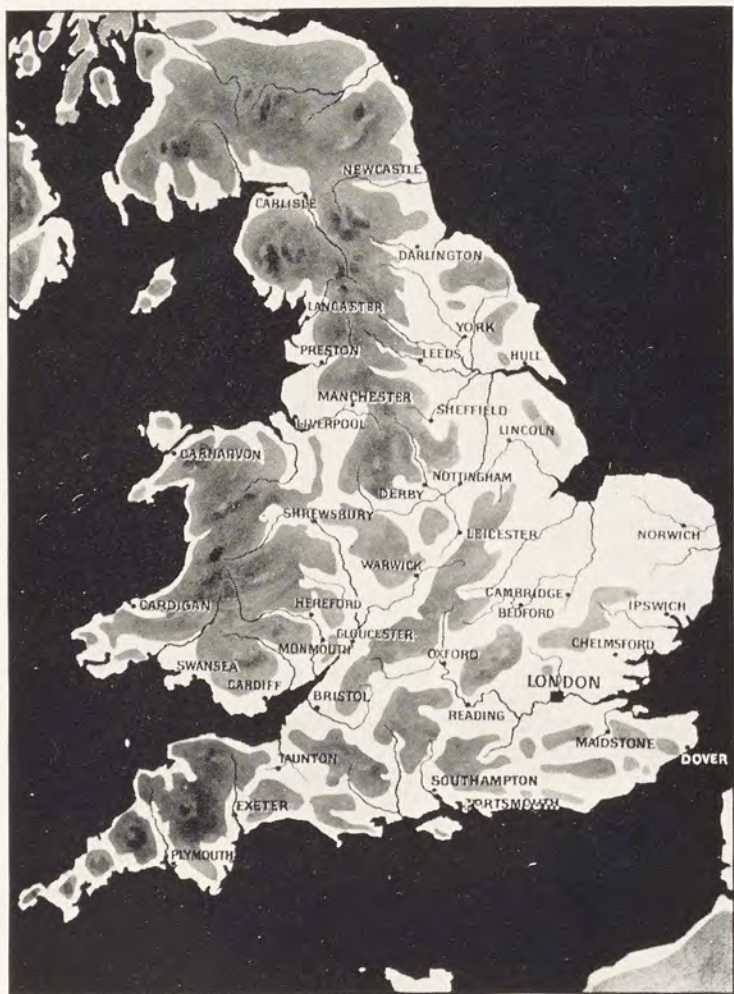 NEWCASTLE
CARLISLE
DARLINGTON
LANCASTER
YORK
PRESTON
LEEDS
HULL
MANCHESTER
SHEFFIELD
LIVERPOOL
LINCOLN
CARNARVON
NOTTINGHAM
DERBY
SHREWSBURY
LEICESTER
NORWICH
WARWICK
CAMBRIDGE
CARDIGAN
HEREFORD
BEDFORD
IPSWICH
GLOUCESTER
MONMOUTH
CHELMSFORD
OXFORD
SWANSEA
CARDIFF
LONDON
BRISTOL
READING
MAIDSTONE
TAUNTON
DOVER
SOUTHAMPTON
EXETER
PORTSMOUTH
PLYMOUTH